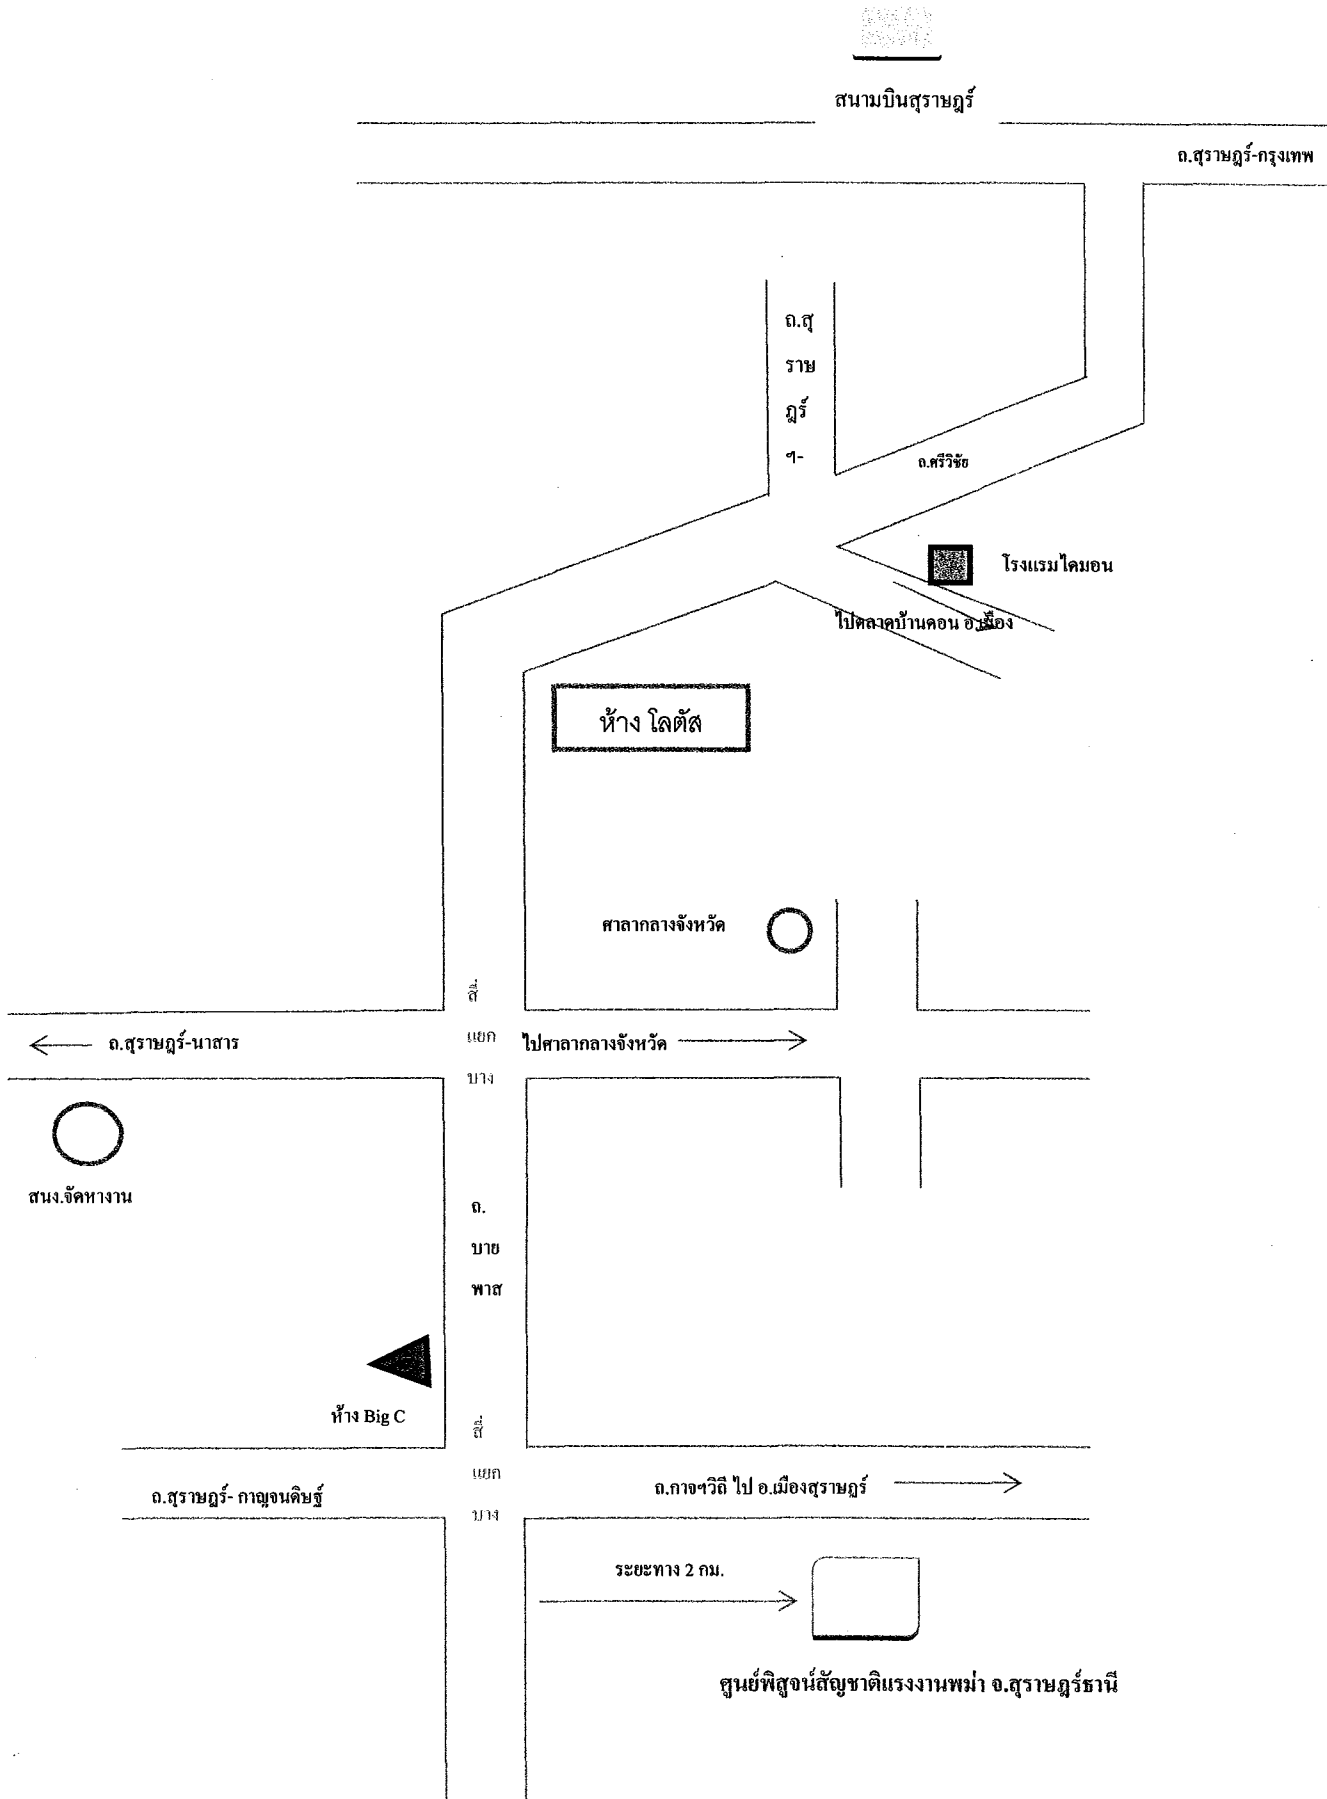 สนามบินสุราษฎร์
ถ.สุราษฎร์-กรุงเทพ
ถ.สุ
ราษ
ฎร์
ฯ-
ถ.ศรีวิชัย
โรงแรมไดมอน
ไปตลาดบ้านดอน อ.เมือง
ห้าง โลตัส
ศาลากลางจังหวัด
สี่
แยก
บาง
ถ.สุราษฎร์-นาสาร
ไปศาลากลางจังหวัด
สนง.จัดหางาน
ถ.
บาย
พาส
ห้าง Big C
สี่
แยก
บาง
ถ.สุราษฎร์- กาญจนดิษฐ์
ถ.กาจฯวิถี ไป อ.เมืองสุราษฎร์
ระยะทาง 2 กม.
ศูนย์พิสูจน์สัญชาติแรงงานพม่า จ.สุราษฎร์ธานี